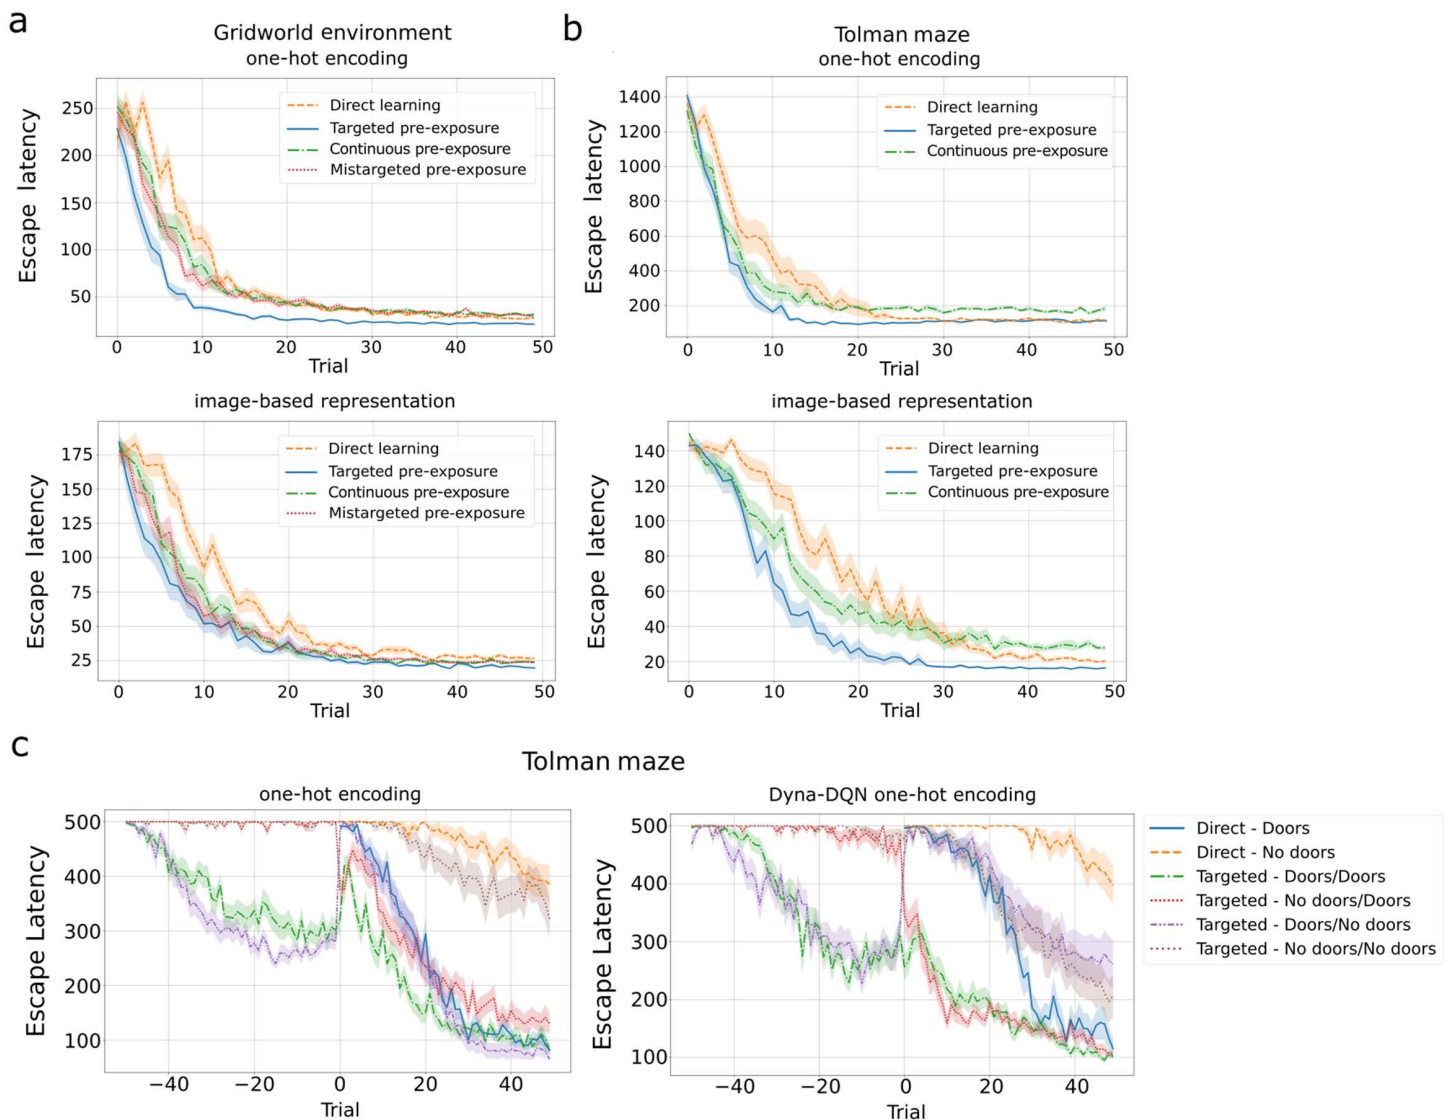 a
Gridworld environment
one-hot encoding
Escape latency
250
200
150
100
50
Direct learning
Targeted pre-exposure
Continuous pre-exposure
Mistargeted pre-exposure
0 10 20 30 40 50
Trial
image-based representation
Escape latency
175
150
125
100
75
50
25
Direct learning
Targeted pre-exposure
Continuous pre-exposure
Mistargeted pre-exposure
0 10 20 30 40 50
Trial
b
Tolman maze
one-hot encoding
Escape latency
1400
1200
1000
800
600
400
200
Direct learning
Targeted pre-exposure
Continuous pre-exposure
0 10 20 30 40 50
Trial
image-based representation
Escape latency
140
120
100
80
60
40
20
Direct learning
Targeted pre-exposure
Continuous pre-exposure
0 10 20 30 40 50
Trial
c
Tolman maze
one-hot encoding
Escape Latency
500
400
300
200
100
−40 −20 0 20 40
Trial
Dyna-DQN one-hot encoding
Escape Latency
500
400
300
200
100
−40 −20 0 20 40
Trial
Direct - Doors
Direct - No doors
Targeted - Doors/Doors
Targeted - No doors/Doors
Targeted - Doors/No doors
Targeted - No doors/No doors